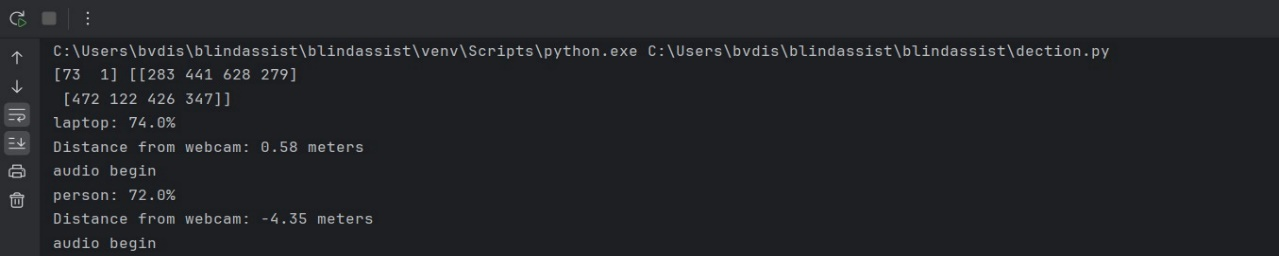 C:\Users\bvdis\blindassist\blindassist\venv\Scripts\python.exe C:\Users\bvdis\blindassist\blindassist\dection.py
[73  1] [[283 441 628 279]
 [472 122 426 347]]
laptop: 74.0%
Distance from webcam: 0.58 meters
audio begin
person: 72.0%
Distance from webcam: -4.35 meters
audio begin